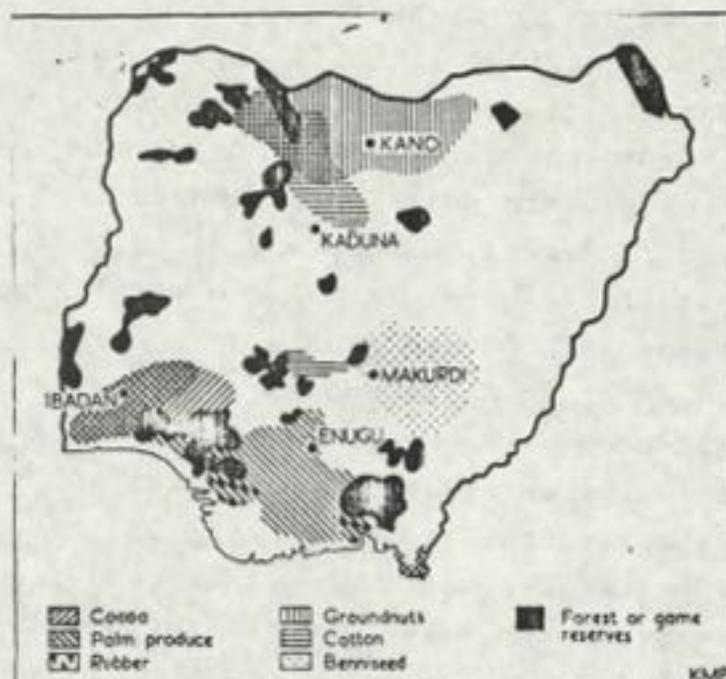 KANO
KADUNA
MAKURDI
IBADAN
ENUGU
Cocoa
Palm produce
Rubber
Groundnuts
Cotton
Benniseed
Forest or game
reserves